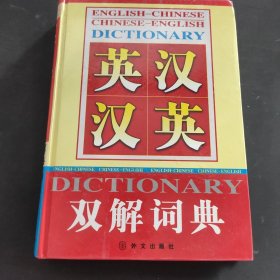 ENGLISH-CHINESE
CHINESE-ENGLISH
DICTIONARY
英汉
汉英
ENGLISH-CHINESE CHINESE-ENGLISH ENGLISH-CHINESE CHINESE-ENGLISH
DICTIONARY
双解词典
外文出版社